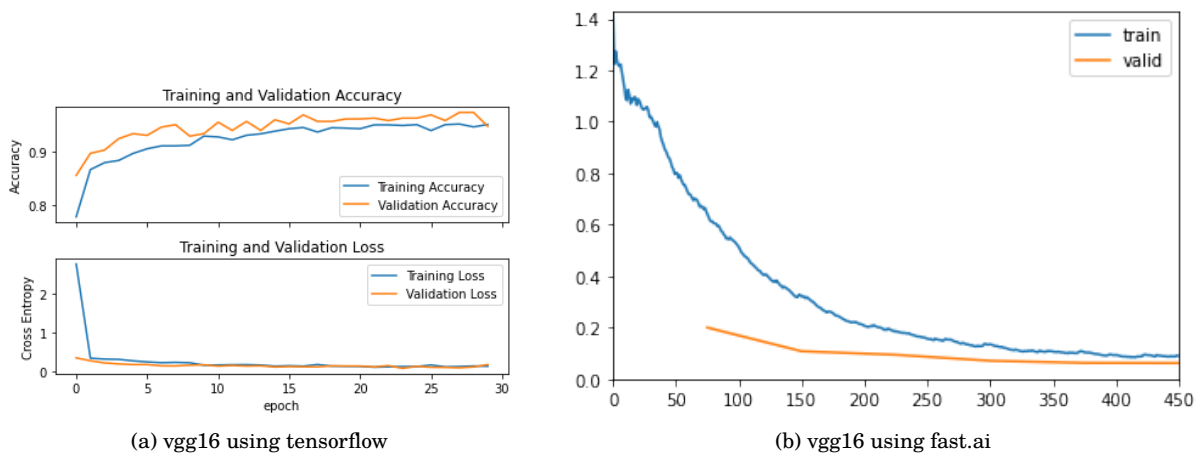 Training and Validation Accuracy
Accuracy
0.9
0.8
Training Accuracy
Validation Accuracy
Training and Validation Loss
Cross Entropy
2
1
0
Training Loss
Validation Loss
0 5 10 15 20 25 30
epoch
(a) vgg16 using tensorflow
1.4
1.2
1.0
0.8
0.6
0.4
0.2
0.0
train
valid
0 50 100 150 200 250 300 350 400 450
(b) vgg16 using fast.ai